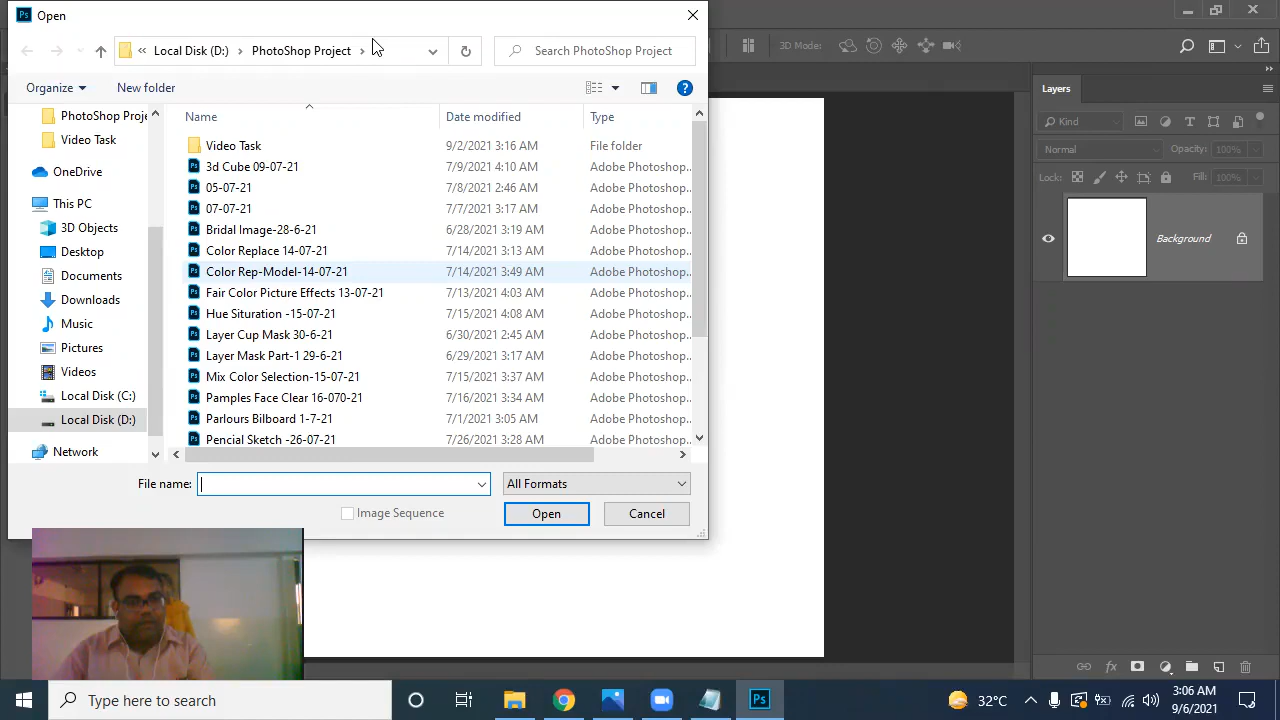 Open
Local Disk (D:) PhotoShop Project
Search PhotoShop Project
3D Mode:
Organize
New folder
Layers
Name
Date modified
Type
Kind
Normal
Opacity: 100%
Lock:
Fill: 100%
Background
PhotoShop Proje
Video Task
OneDrive
This PC
3D Objects
Desktop
Documents
Downloads
Music
Pictures
Videos
Local Disk (C:)
Local Disk (D:)
Network
Video Task 9/2/2021 3:16 AM File folder
3d Cube 09-07-21 7/9/2021 4:10 AM Adobe Photoshop..
05-07-21 7/8/2021 2:46 AM Adobe Photoshop..
07-07-21 7/7/2021 3:17 AM Adobe Photoshop..
Bridal Image-28-6-21 6/28/2021 3:19 AM Adobe Photoshop..
Color Replace 14-07-21 7/14/2021 3:13 AM Adobe Photoshop..
Color Rep-Model-14-07-21 7/14/2021 3:49 AM Adobe Photoshop..
Fair Color Picture Effects 13-07-21 7/13/2021 4:03 AM Adobe Photoshop..
Hue Situration -15-07-21 7/15/2021 4:08 AM Adobe Photoshop..
Layer Cup Mask 30-6-21 6/30/2021 2:45 AM Adobe Photoshop..
Layer Mask Part-1 29-6-21 6/29/2021 3:17 AM Adobe Photoshop..
Mix Color Selection-15-07-21 7/15/2021 3:37 AM Adobe Photoshop..
Pamples Face Clear 16-070-21 7/16/2021 3:34 AM Adobe Photoshop..
Parlours Bilboard 1-7-21 7/1/2021 3:05 AM Adobe Photoshop..
Pencial Sketch -26-07-21 7/26/2021 3:28 AM Adobe Photoshop..
File name:
All Formats
Image Sequence
Open
Cancel
Type here to search
32°C
3:06 AM
9/6/2021